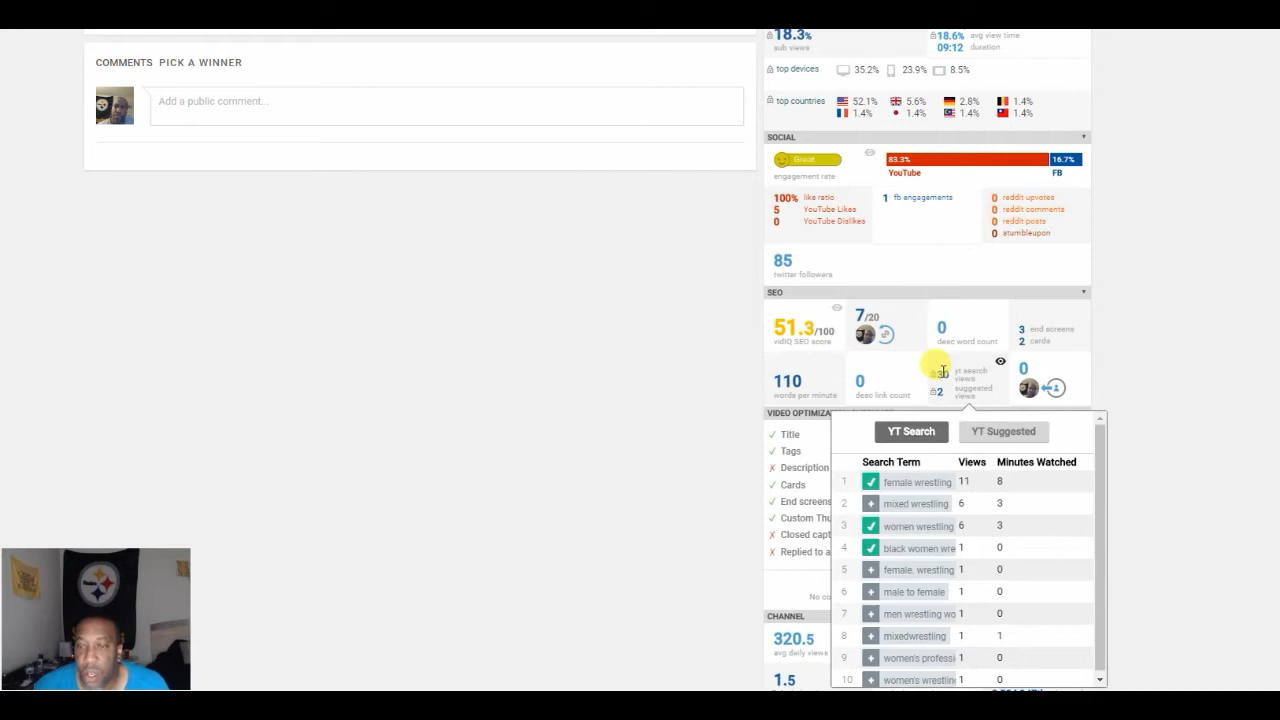 18.3%
sub views
18.6% avg view time
09:12 duration
top devices 35.2% 23.9% 8.5%
top countries 52.1% 5.6% 2.8% 1.4%
1.4% 1.4% 1.4% 1.4%
COMMENTS PICK A WINNER
Add a public comment...
SOCIAL
Great
engagement rate
83.3% 16.7%
YouTube FB
100% like ratio
5 YouTube Likes
0 YouTube Dislikes
1 fb engagements
0 reddit upvotes
0 reddit comments
0 reddit posts
0 stumbleupon
85
twitter followers
SEO
51.3/100
vidIQ SEO score
7/20
0
desc word count
3 end screens
2 cards
110
words per minute
0
desc link count
30 yt search views
2 suggested views
0
VIDEO OPTIMIZA
Title
Tags
Description
Cards
End screens
Custom Thu
Closed capt
Replied to a
No co
CHANNEL
320.5
avg daily views
1.5
YT Search YT Suggested
Search Term Views Minutes Watched
1 female wrestling 11 8
2 mixed wrestling 6 3
3 women wrestling 6 3
4 black women wre 1 0
5 female, wrestling 1 0
6 male to female 1 0
7 men wrestling wo 1 0
8 mixedwrestling 1 1
9 women's professi 1 0
10 women's wrestlin 1 0
Steelers